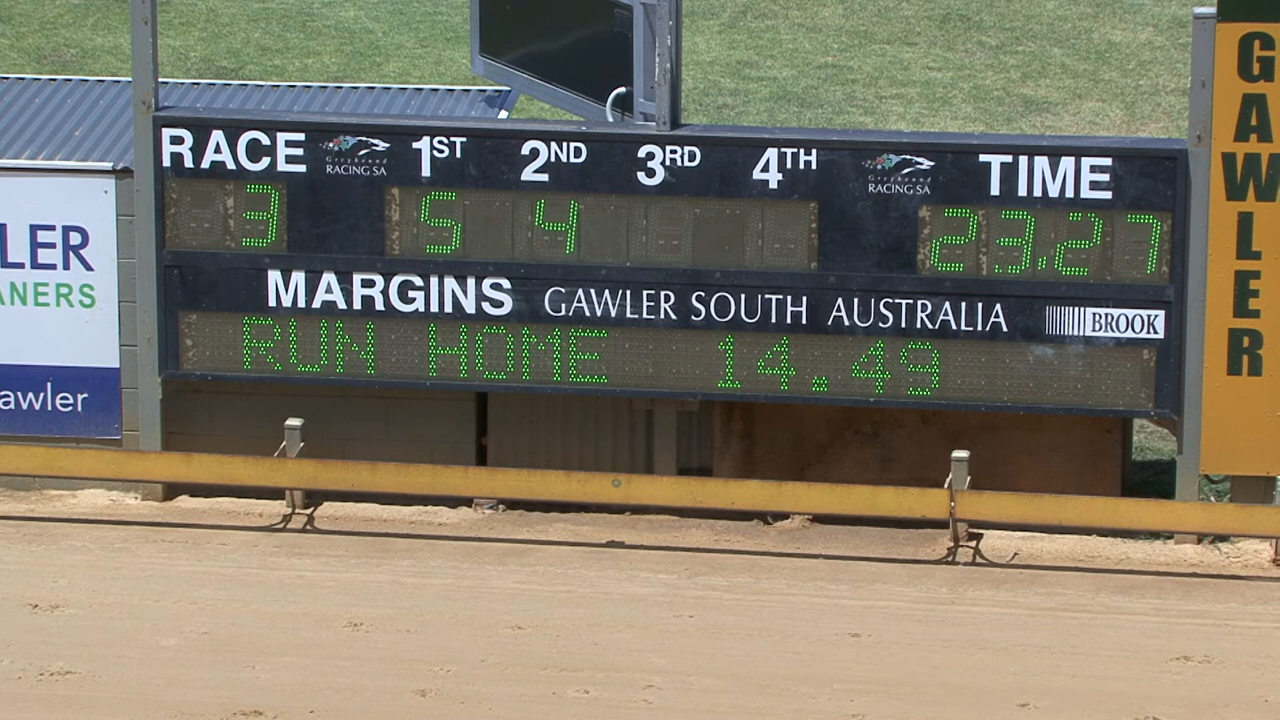 RACE
Greyhound
RACING SA
1ST 2ND 3RD 4TH
Greyhound
RACING SA
TIME
3 5 4 23.27
MARGINS GAWLER SOUTH AUSTRALIA BROOK
RUN HOME 14.49
LER
ANERS
awler
GAWLER